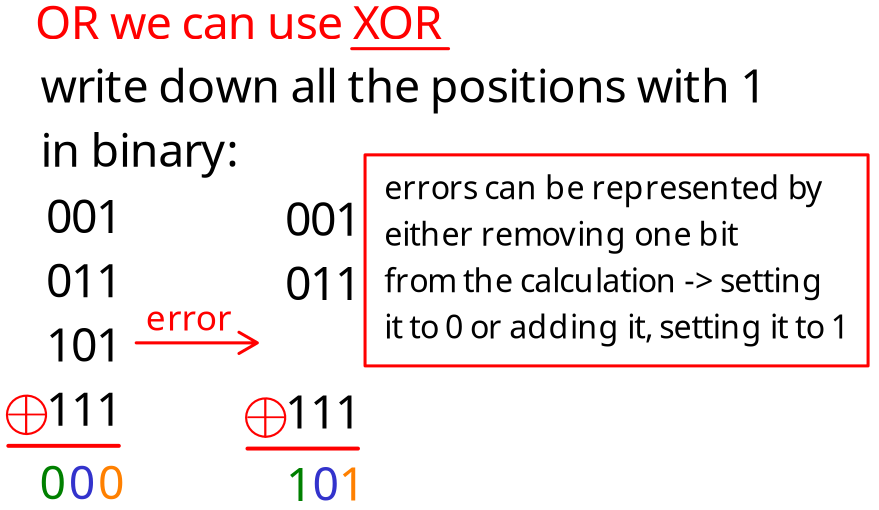 OR we can use XOR
write down all the positions with 1
in binary:
001
011
101
⊕111
000
error
001
011
⊕111
101
errors can be represented by
either removing one bit
from the calculation -> setting
it to 0 or adding it, setting it to 1